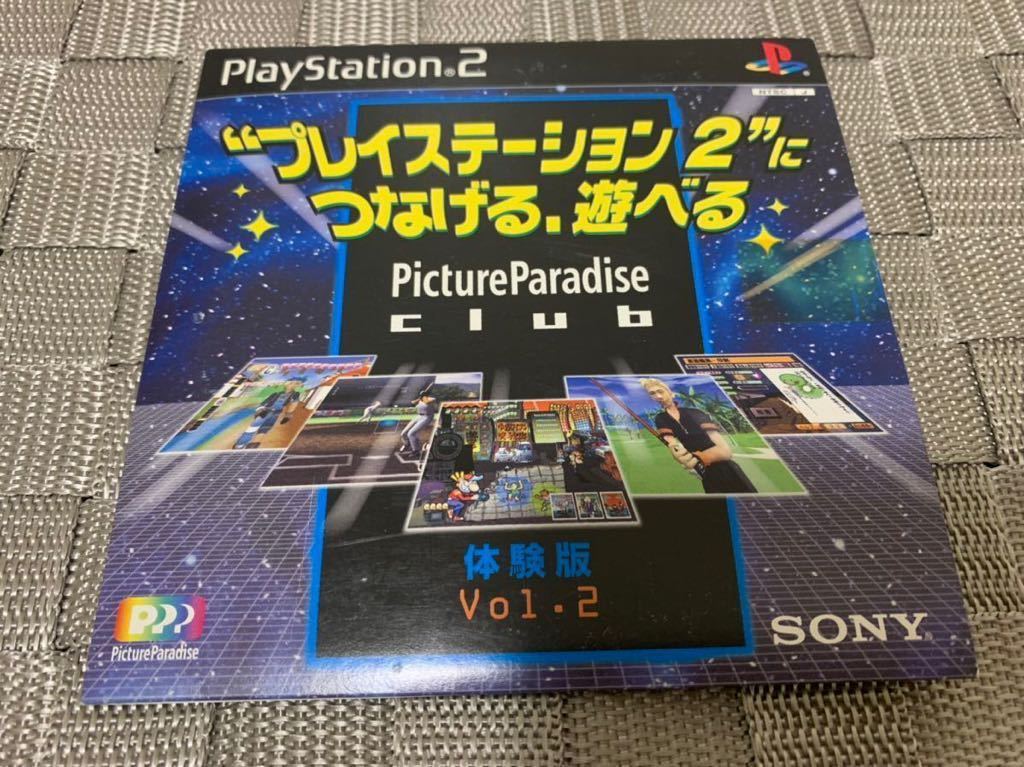 PlayStation®2
NTSC J
“プレイステーション 2”に
つなげる.遊べる
PictureParadise
club
体験版
Vol.2
PPP
PictureParadise
SONY®